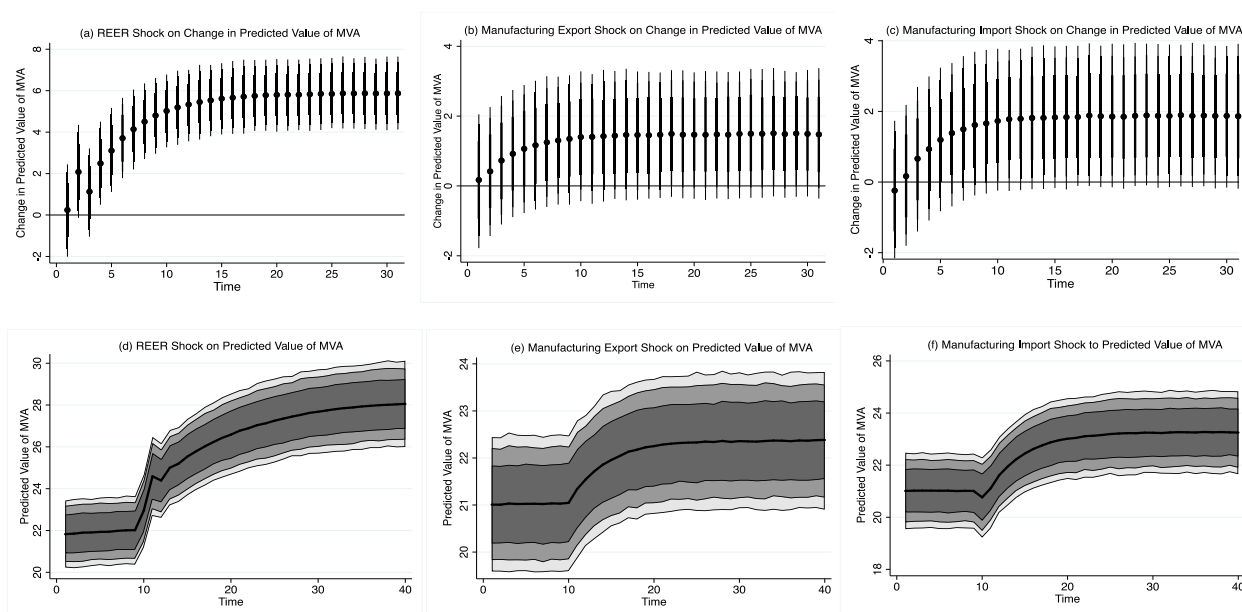 (a) REER Shock on Change in Predicted Value of MVA
Change in Predicted Value of MVA
8
6
4
2
0
-2
0 5 10 15 20 25 30
Time
(b) Manufacturing Export Shock on Change in Predicted Value of MVA
Change in Predicted Value of MVA
4
2
0
-2
0 5 10 15 20 25 30
Time
(c) Manufacturing Import Shock on Change in Predicted Value of MVA
Change in Predicted Value of MVA
4
2
0
-2
0 5 10 15 20 25 30
Time
(d) REER Shock on Predicted Value of MVA
Predicted Value of MVA
30
28
26
24
22
20
0 10 20 30 40
Time
(e) Manufacturing Export Shock on Predicted Value of MVA
Predicted Value of MVA
24
23
22
21
20
0 10 20 30 40
Time
(f) Manufacturing Import Shock to Predicted Value of MVA
Predicted Value of MVA
26
24
22
20
18
0 10 20 30 40
Time